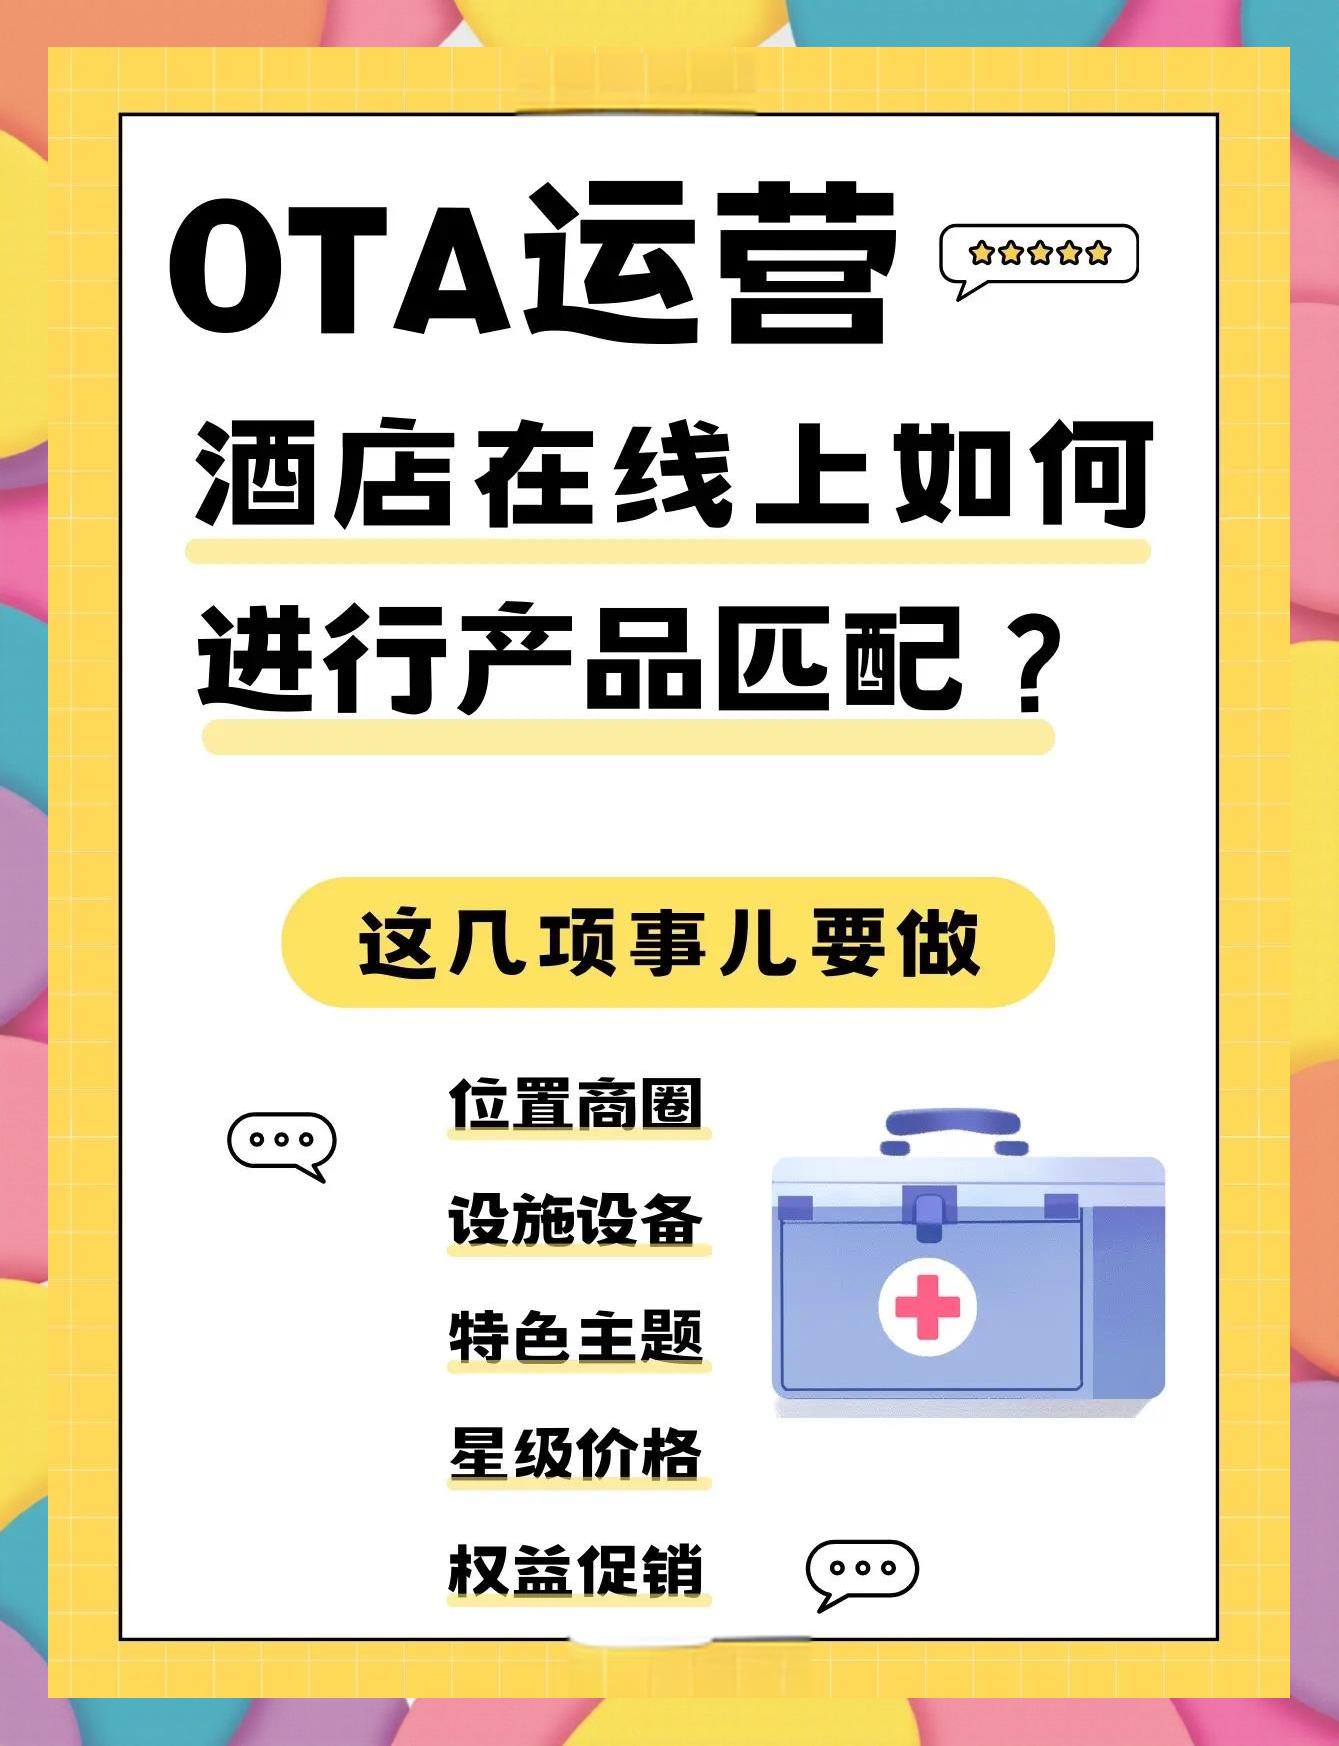 OTA运营
酒店在线上如何
进行产品匹配？
这几项事儿要做
位置商圈
设施设备
特色主题
星级价格
权益促销